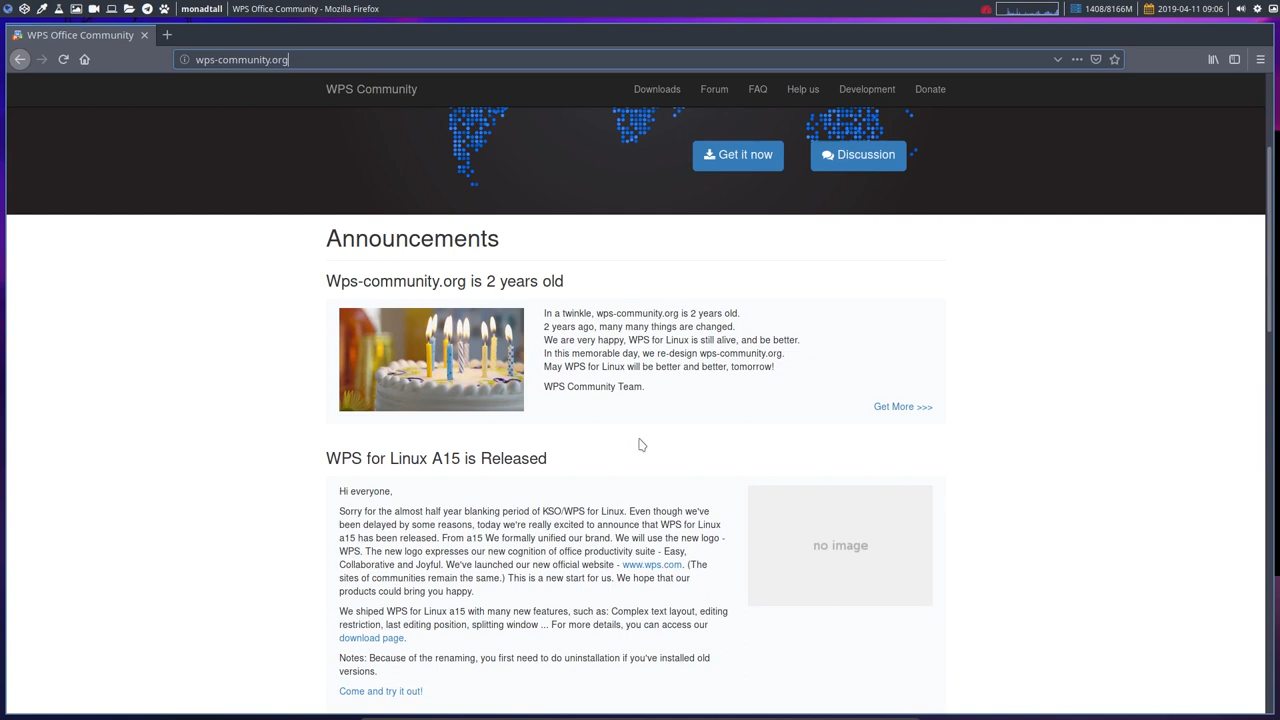 monadtall
WPS Office Community - Mozilla Firefox
1408/8166M
2019-04-11 09:06
WPS Office Community
wps-community.org
WPS Community
Downloads
Forum
FAQ
Help us
Development
Donate
Get it now
Discussion
Announcements
Wps-community.org is 2 years old
In a twinkle, wps-community.org is 2 years old.
2 years ago, many many things are changed.
We are very happy, WPS for Linux is still alive, and be better.
In this memorable day, we re-design wps-community.org.
May WPS for Linux will be better and better, tomorrow!
WPS Community Team.
Get More >>>
WPS for Linux A15 is Released
Hi everyone,
Sorry for the almost half year blanking period of KSO/WPS for Linux. Even though we've
been delayed by some reasons, today we're really excited to announce that WPS for Linux
a15 has been released. From a15 We formally unified our brand. We will use the new logo -
WPS. The new logo expresses our new cognition of office productivity suite - Easy,
Collaborative and Joyful. We've launched our new official website - www.wps.com. (The
sites of communities remain the same.) This is a new start for us. We hope that our
products could bring you happy.
no image
We shiped WPS for Linux a15 with many new features, such as: Complex text layout, editing
restriction, last editing position, splitting window ... For more details, you can access our
download page.
Notes: Because of the renaming, you first need to do uninstallation if you've installed old
versions.
Come and try it out!